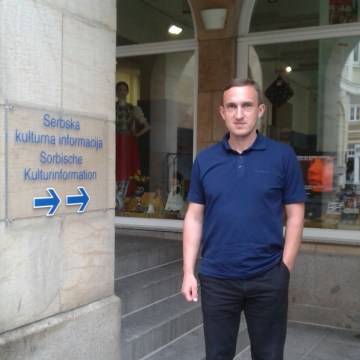 Serbska
kulturna informacija
Sorbische
Kulturinformation